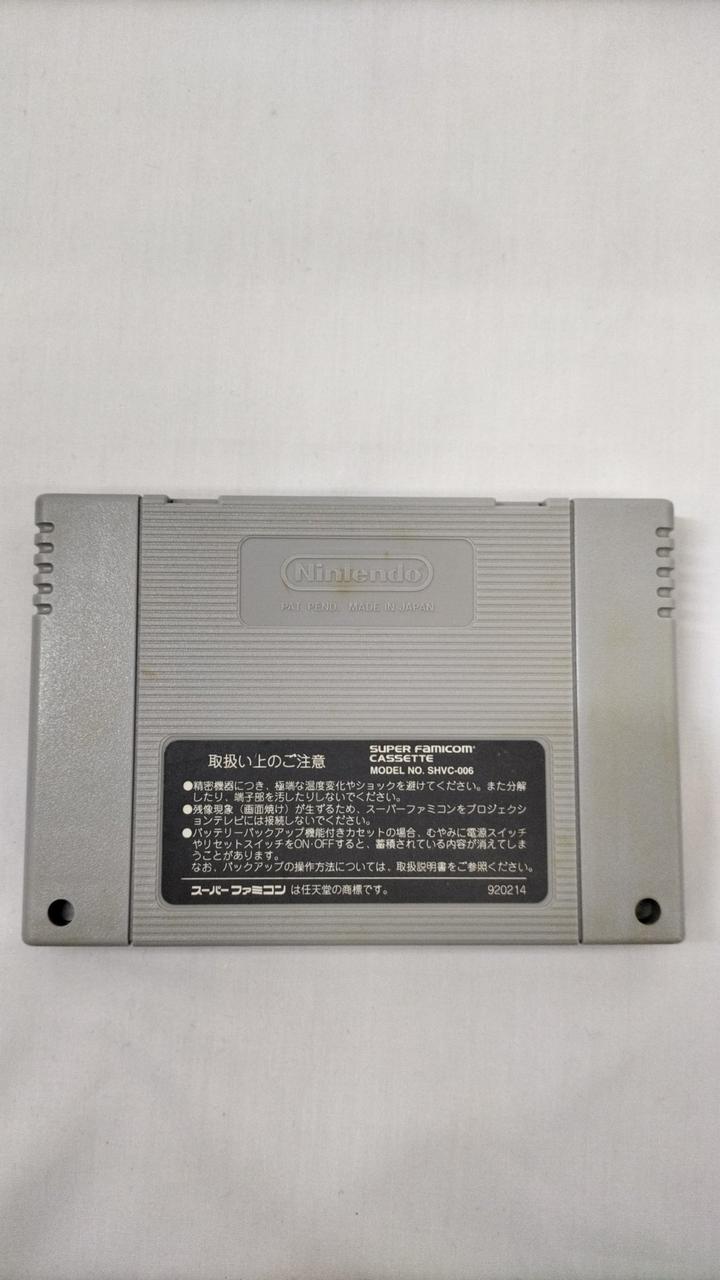 Nintendo
PAT. PEND. MADE IN JAPAN
取扱い上のご注意
SUPER FAMICOM
CASSETTE
MODEL NO. SHVC-006
●精密機器につき、極端な温度変化やショックを避けてください。また分解
したり、端子部を汚したりしないでください。
●残像現象（画面焼け）が生ずるため、スーパーファミコンをプロジェクシ
ョンテレビには接続しないでください。
●バッテリーバックアップ機能付きカセットの場合、むやみに電源スイッチ
やリセットスイッチをON・OFFすると、蓄積されている内容が消えてしま
うことがあります。
なお、バックアップの操作方法については、取扱説明書をご参照ください。
スーパーファミコン は任天堂の商標です。 920214